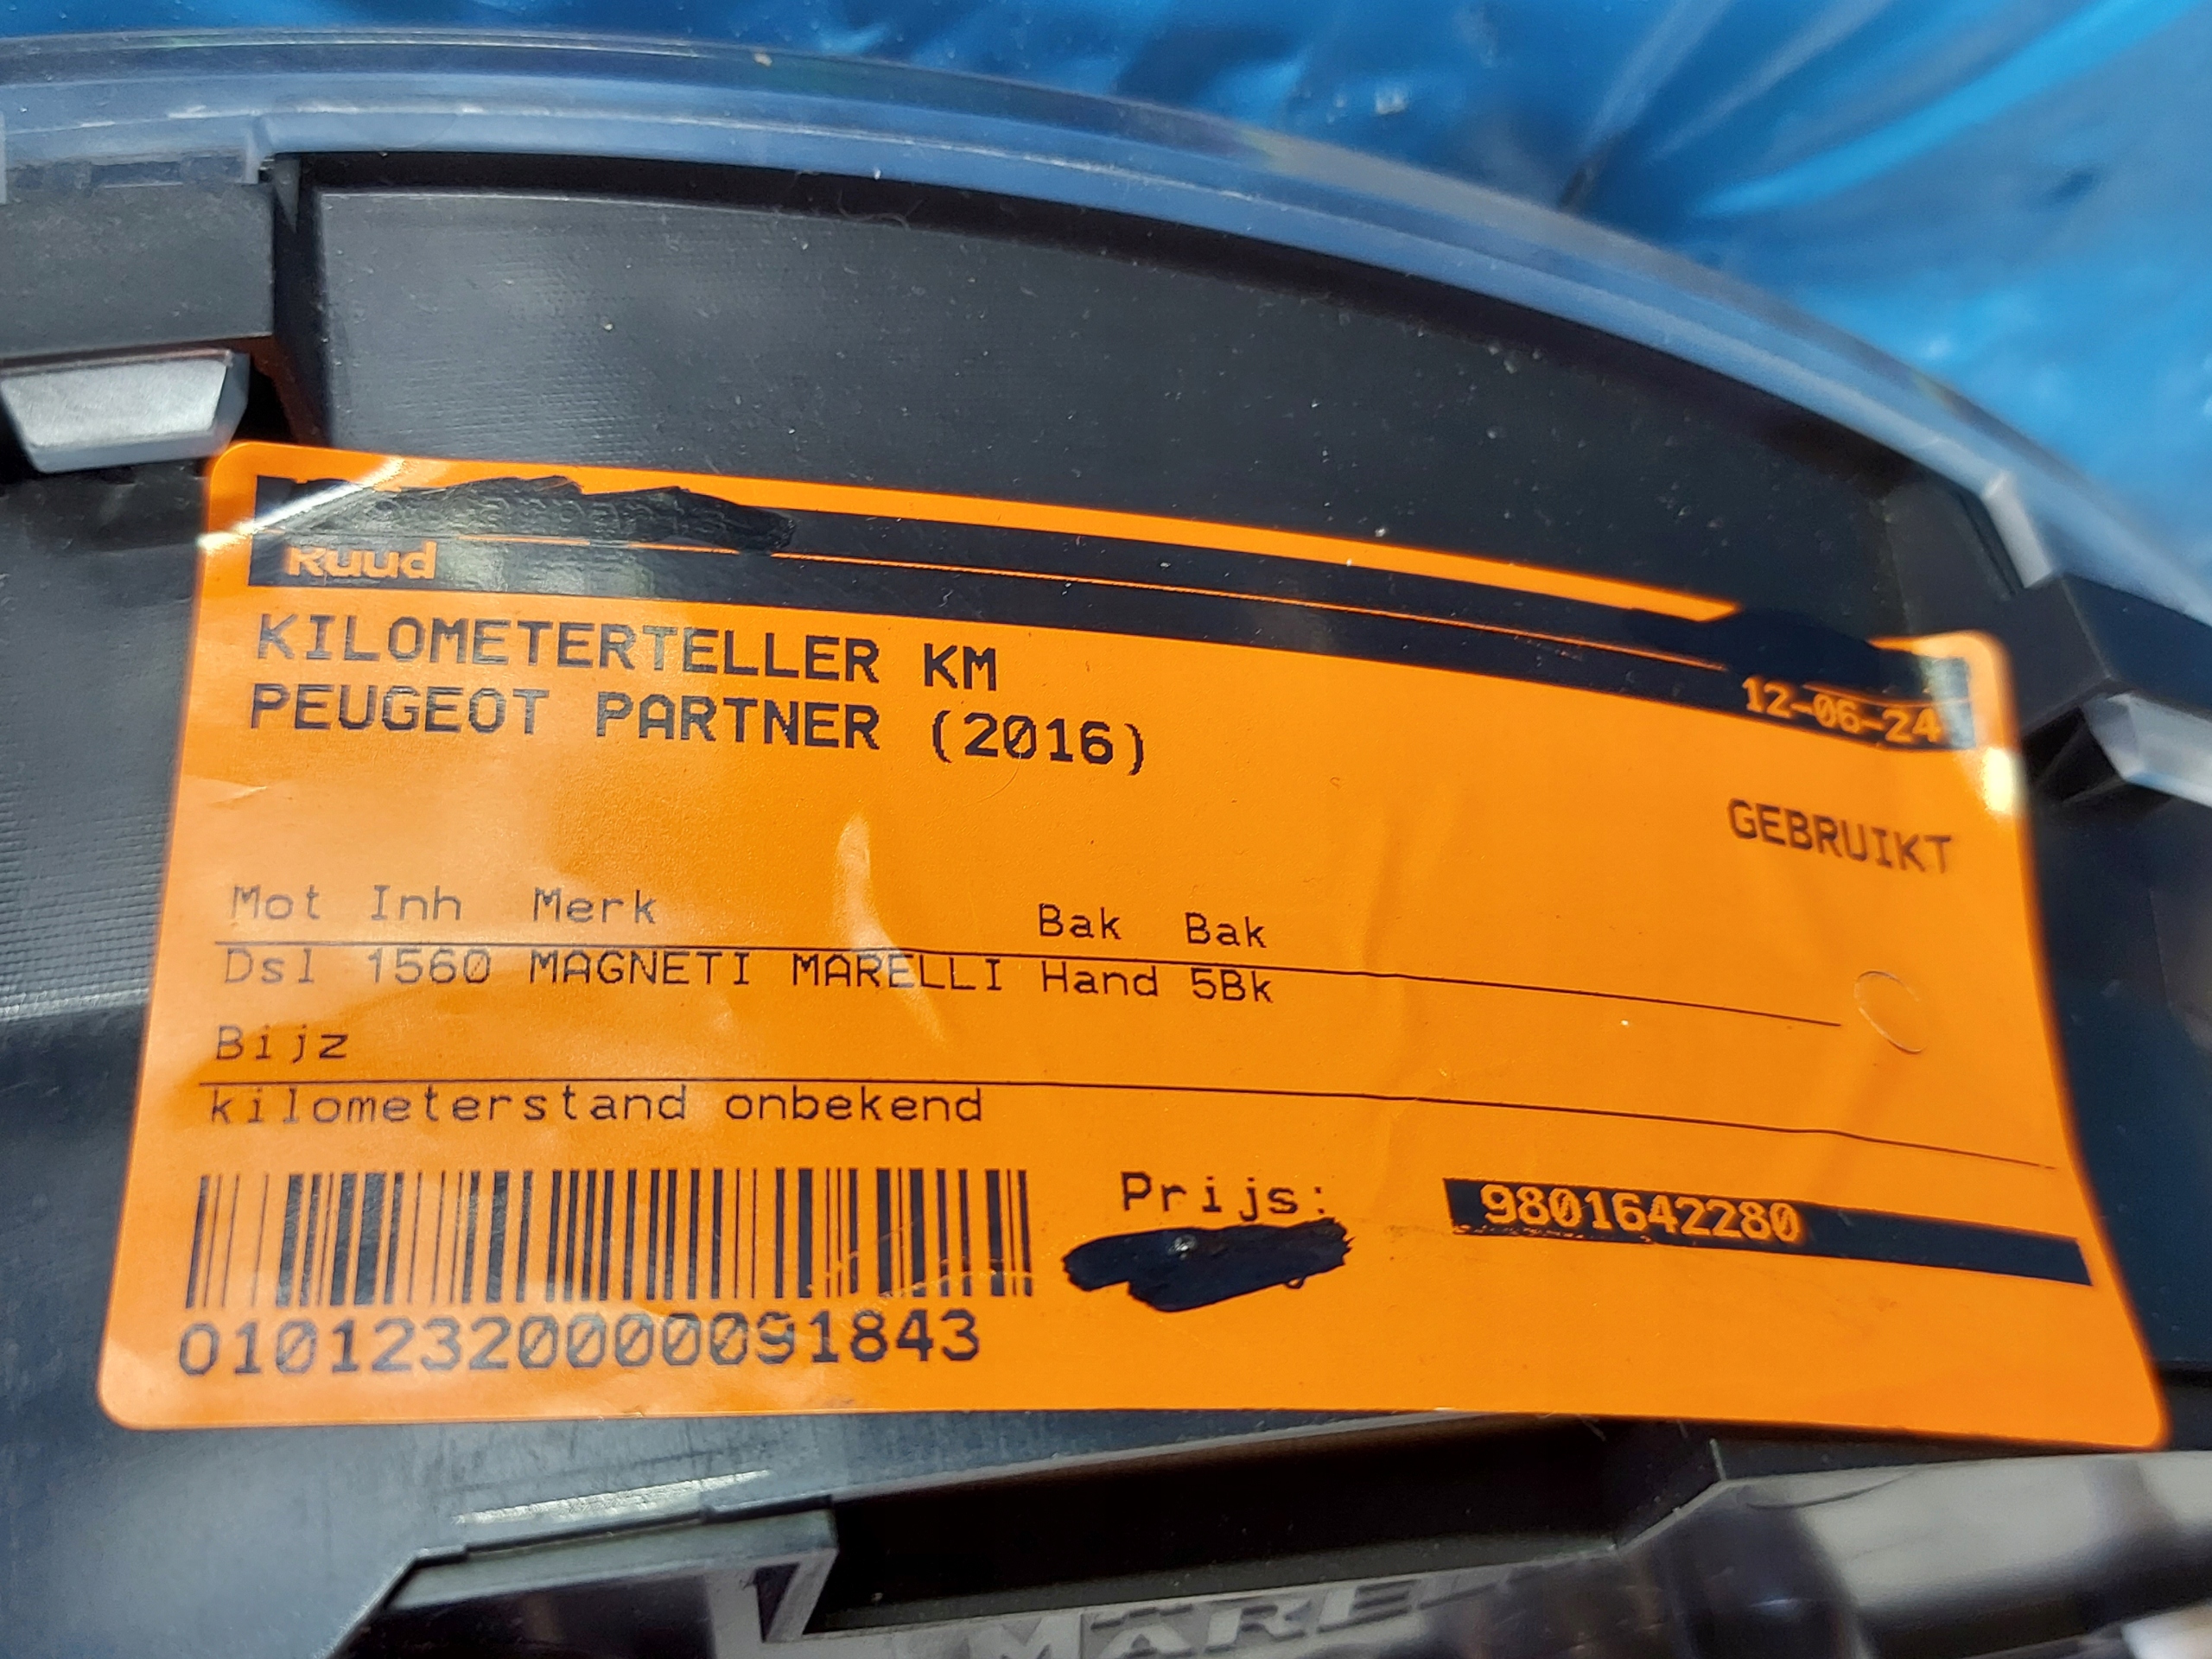 Ruud
12-06-24
KILOMETERTELLER KM
PEUGEOT PARTNER (2016)
GEBRUIKT
Mot Inh Merk Bak Bak
Dsl 1560 MAGNETI MARELLI Hand 5Bk
Bijz
kilometerstand onbekend
Prijs: 9801642280
01012320000091843